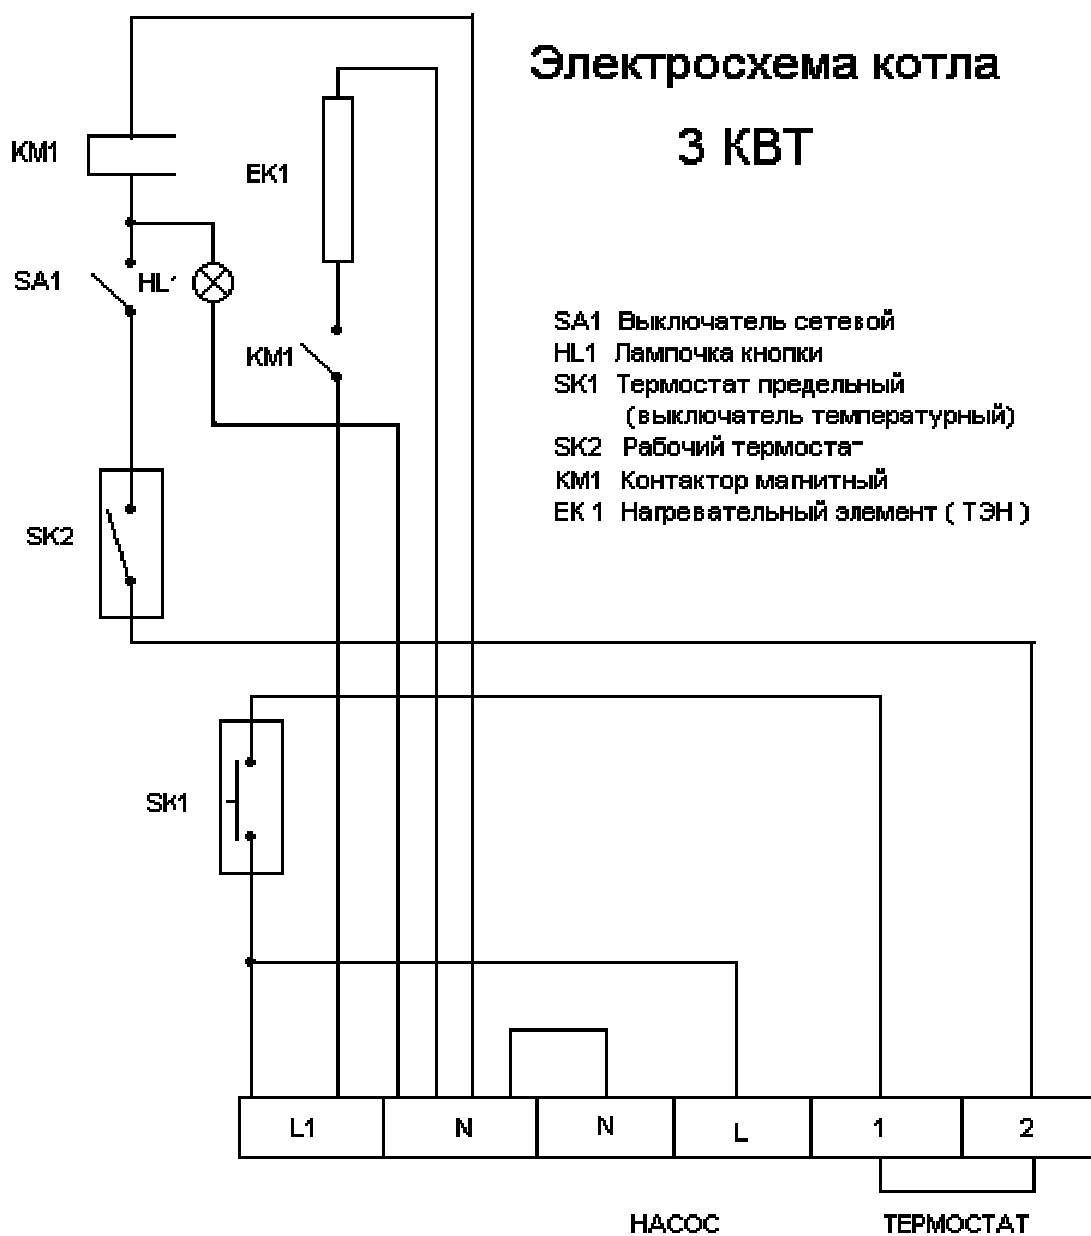 Электросхема котла
3 КВТ
KM1
EK1
SA1
HL1
KM1
SA1 Выключатель сетевой
HL1 Лампочка кнопки
SK1 Термостат предельный
(выключатель температурный)
SK2 Рабочий термостат
KM1 Контактор магнитный
EK 1 Нагревательный элемент ( ТЭН )
SK2
SK1
L1 N N L 1 2
НАСОС ТЕРМОСТАТ